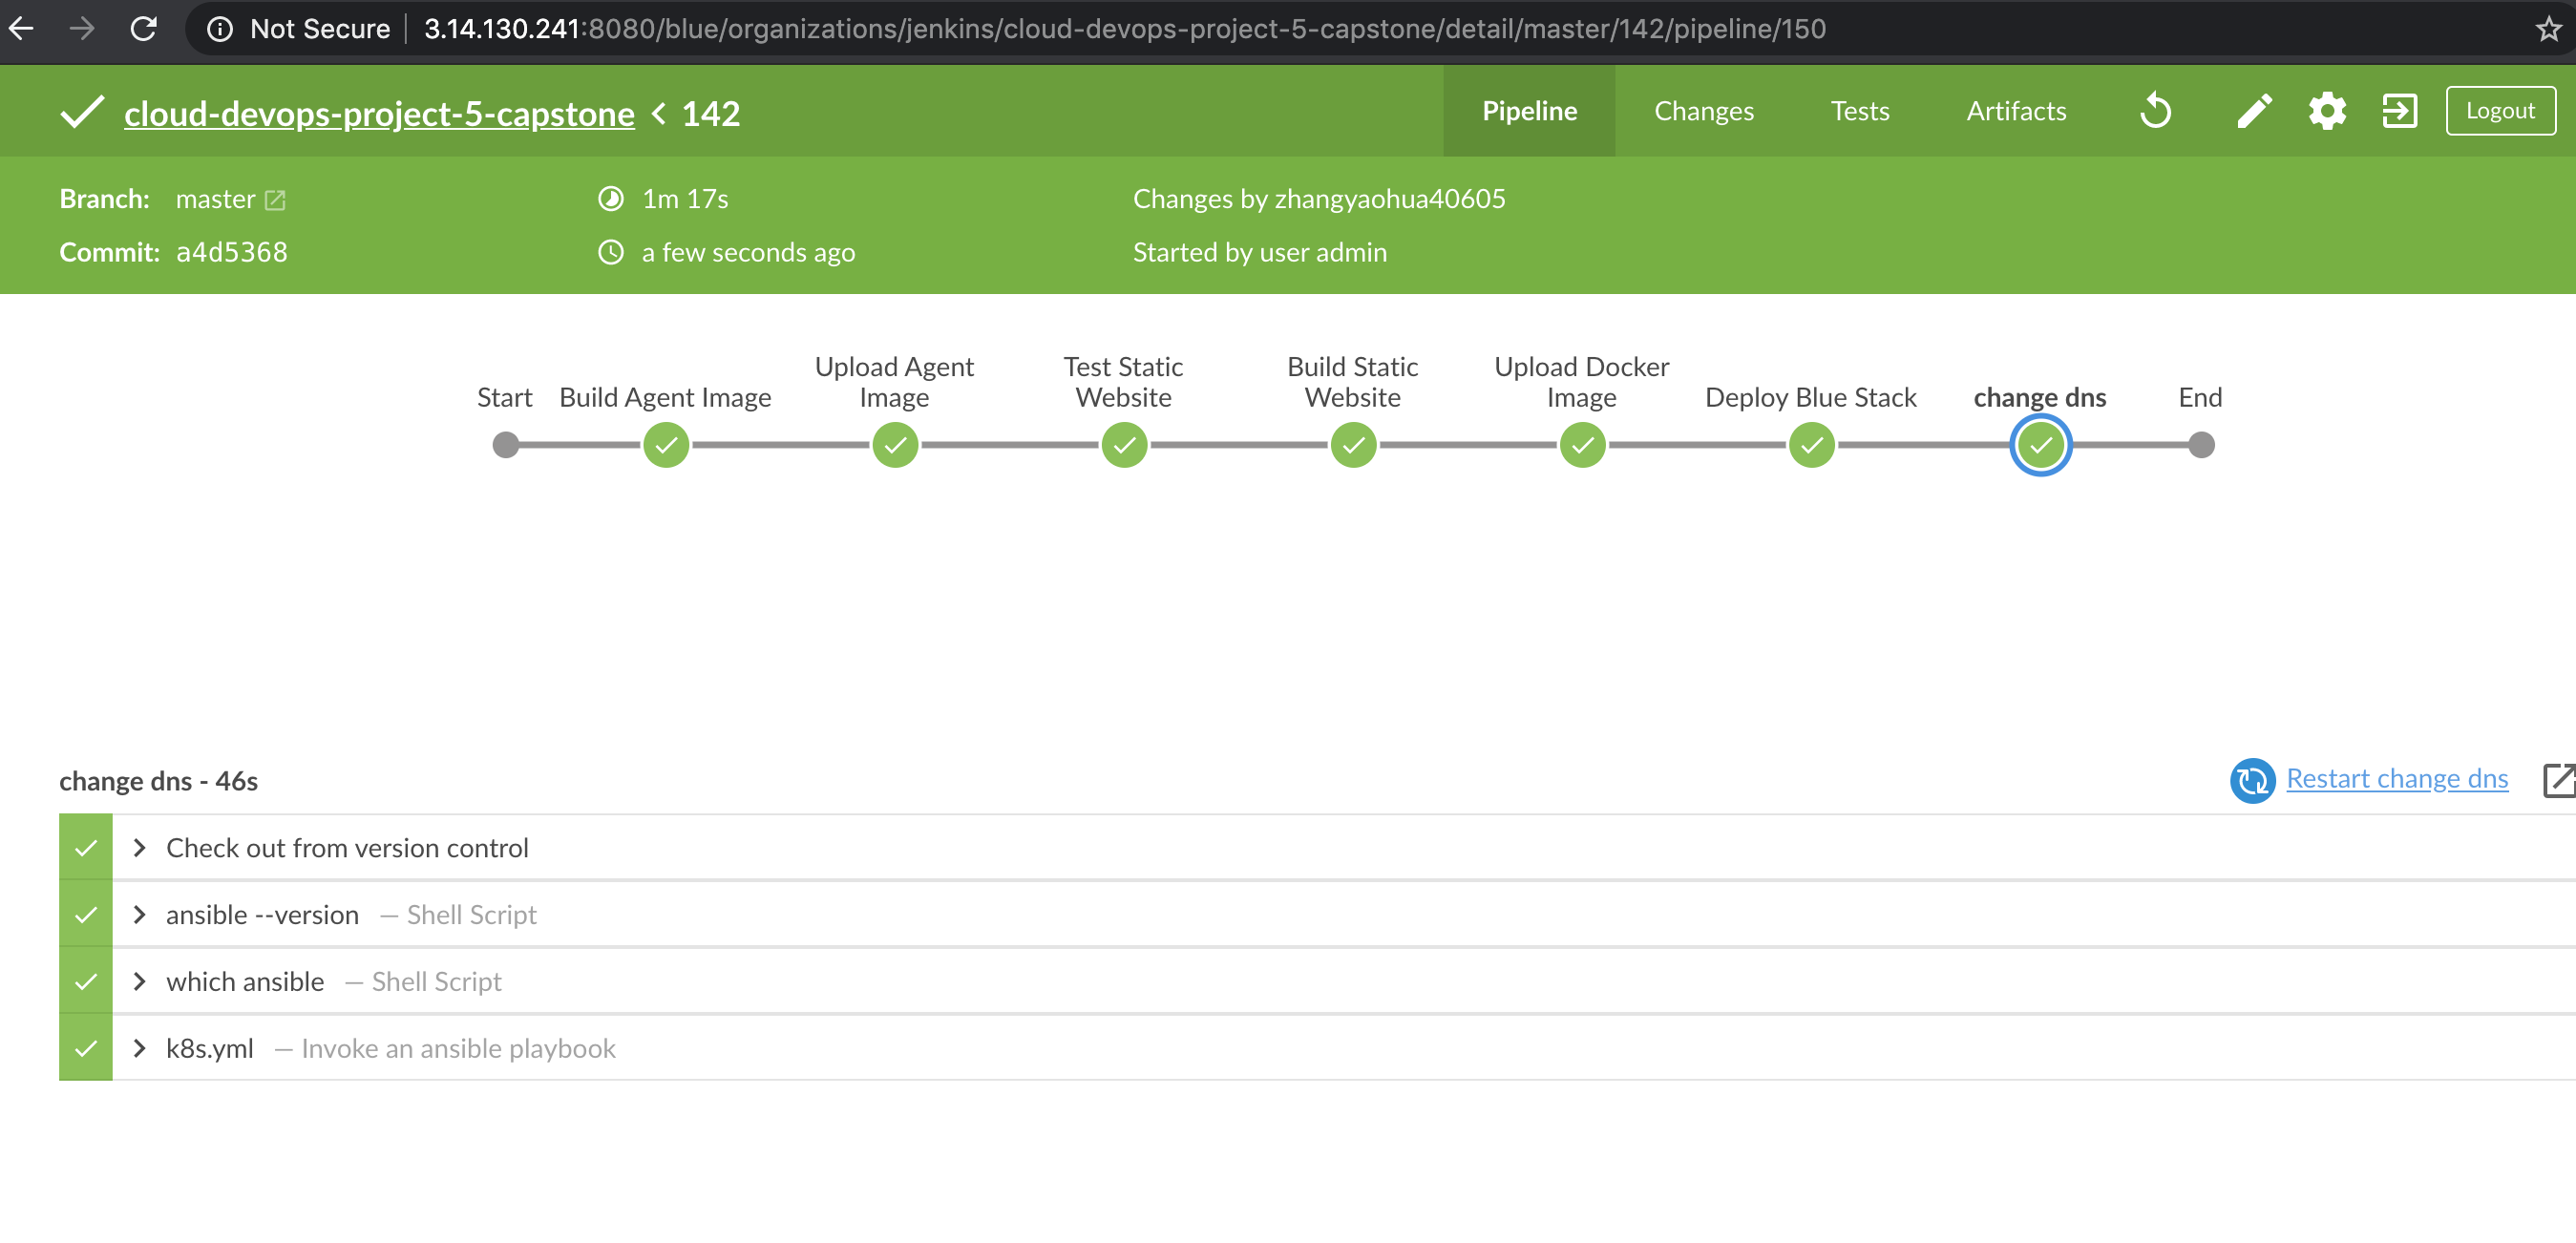 Not Secure 3.14.130.241:8080/blue/organizations/jenkins/cloud-devops-project-5-capstone/detail/master/142/pipeline/150
cloud-devops-project-5-capstone < 142
Pipeline Changes Tests Artifacts Logout
Branch: master 1m 17s Changes by zhangyaohua40605
Commit: a4d5368 a few seconds ago Started by user admin
Start
Build Agent Image
Upload Agent
Image
Test Static
Website
Build Static
Website
Upload Docker
Image
Deploy Blue Stack
change dns
End
change dns - 46s
Restart change dns
Check out from version control
ansible --version — Shell Script
which ansible — Shell Script
k8s.yml — Invoke an ansible playbook